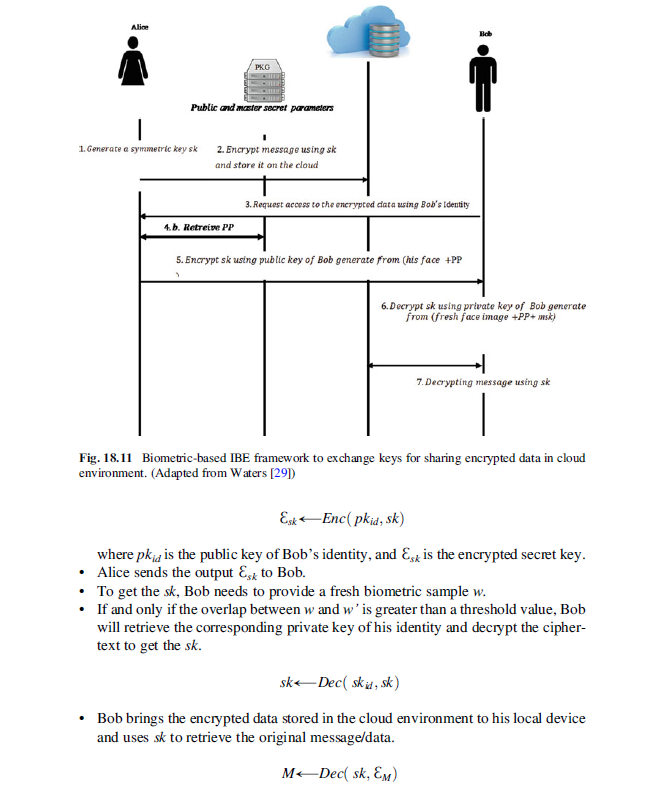 Alice
Bob
PKG
Public and master secret parameters
1. Generate a symmetric key sk
2. Encrypt message using sk
and store it on the cloud
3. Request access to the encrypted data using Bob's identity
4.b. Retreive PP
5. Encrypt sk using public key of Bob generate from (his face +PP
)
6. Decrypt sk using private key of Bob generate
from (fresh face image +PP+ msk)
7. Decrypting message using sk
Fig. 18.11 Biometric-based IBE framework to exchange keys for sharing encrypted data in cloud
environment. (Adapted from Waters [29])
Ɛsk ⟵ Enc( pkid, sk)
where pkid is the public key of Bob's identity, and Ɛsk is the encrypted secret key.
• Alice sends the output Ɛsk to Bob.
• To get the sk, Bob needs to provide a fresh biometric sample w.
• If and only if the overlap between w and w' is greater than a threshold value, Bob
will retrieve the corresponding private key of his identity and decrypt the cipher-
text to get the sk.
sk ⟵ Dec( skid, sk)
• Bob brings the encrypted data stored in the cloud environment to his local device
and uses sk to retrieve the original message/data.
M ⟵ Dec( sk, ƐM)